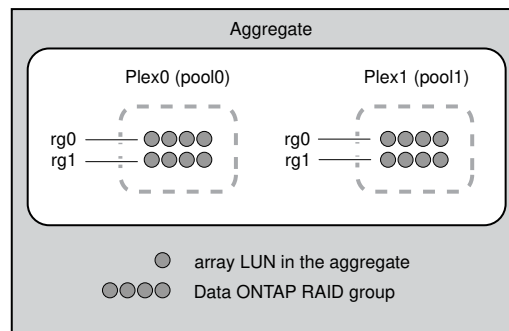 Aggregate
Plex0 (pool0) Plex1 (pool1)
rg0 rg0
rg1 rg1
array LUN in the aggregate
Data ONTAP RAID group